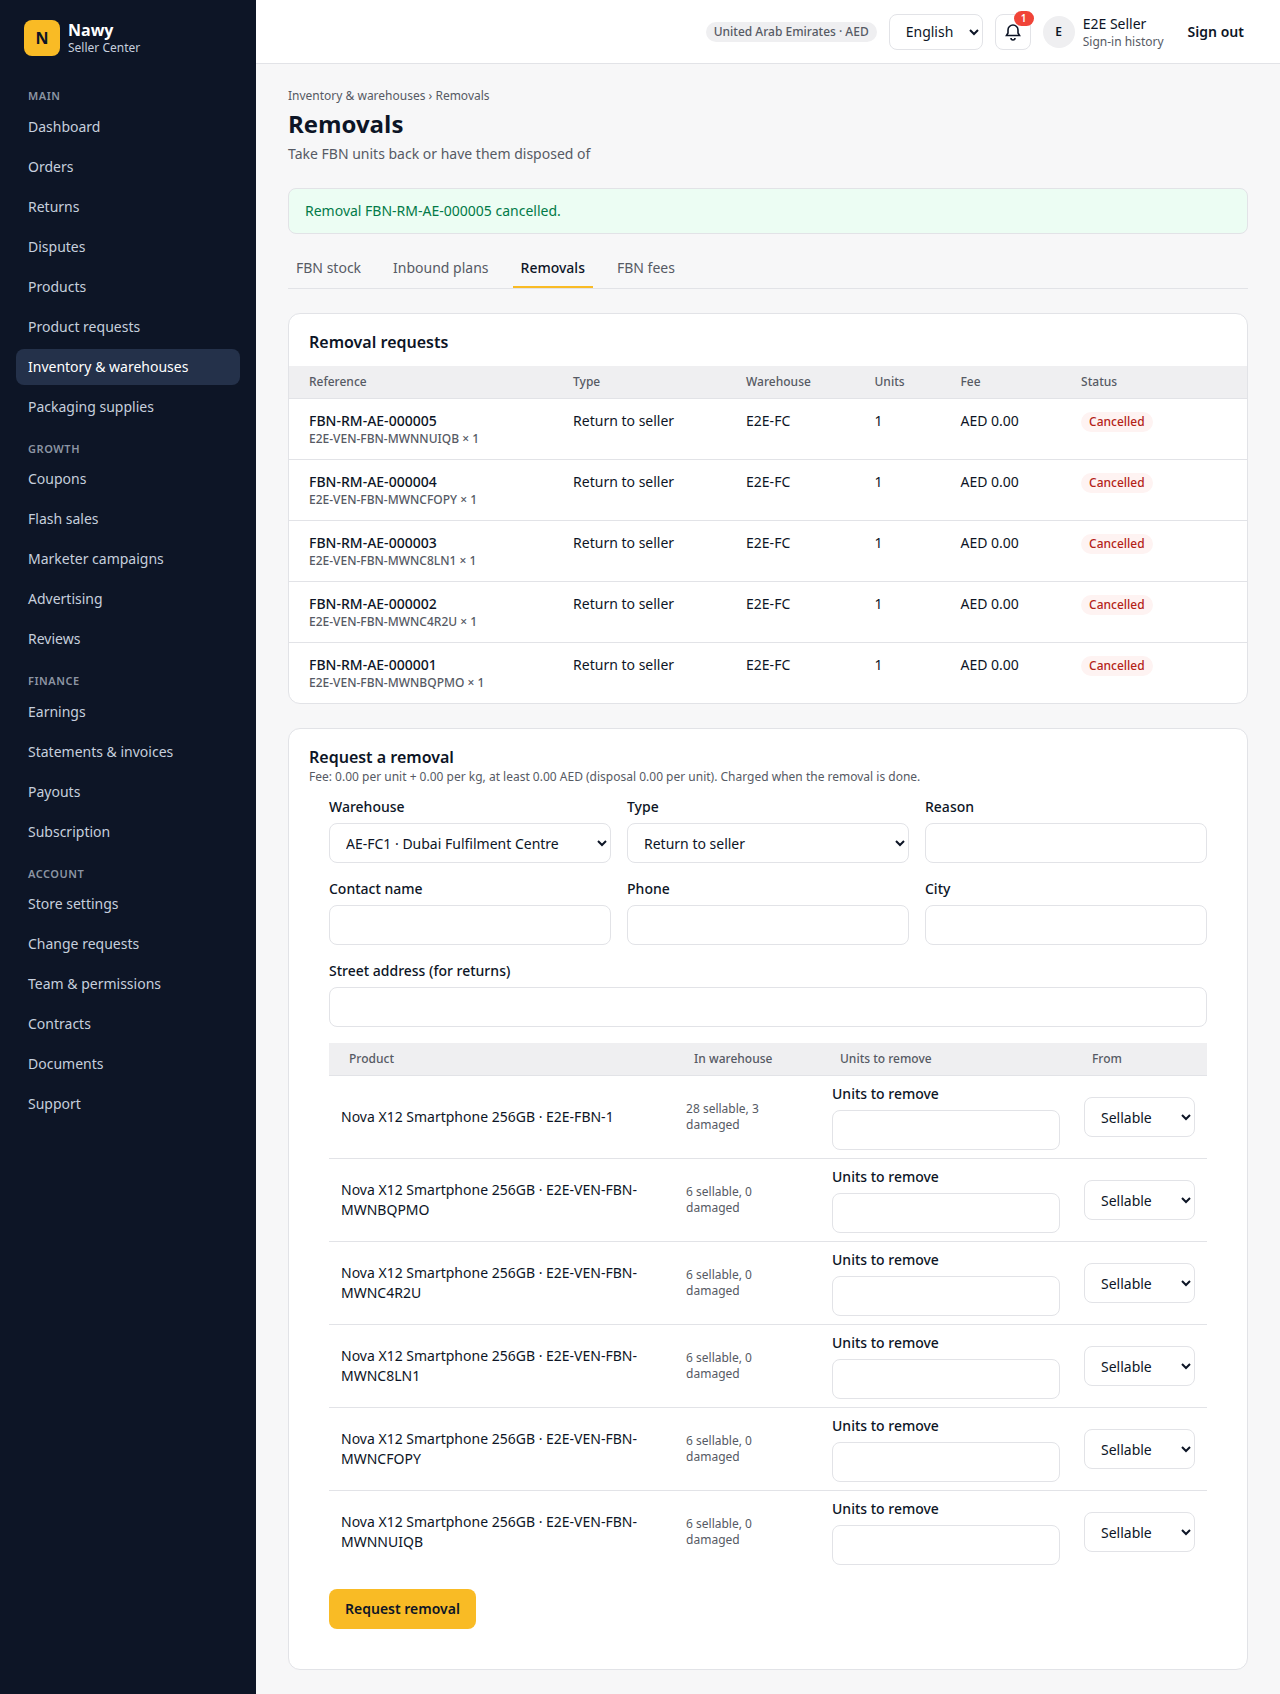 N
Nawy
Seller Center
MAIN
Dashboard
Orders
Returns
Disputes
Products
Product requests
Inventory & warehouses
Packaging supplies
GROWTH
Coupons
Flash sales
Marketer campaigns
Advertising
Reviews
FINANCE
Earnings
Statements & invoices
Payouts
Subscription
ACCOUNT
Store settings
Change requests
Team & permissions
Contracts
Documents
Support
United Arab Emirates · AED
English
1
E
E2E Seller
Sign-in history
Sign out
Inventory & warehouses › Removals
Removals
Take FBN units back or have them disposed of
Removal FBN-RM-AE-000005 cancelled.
FBN stock Inbound plans Removals FBN fees
Removal requests
Reference Type Warehouse Units Fee Status
FBN-RM-AE-000005 Return to seller E2E-FC 1 AED 0.00 Cancelled
E2E-VEN-FBN-MWNNUIQB × 1
FBN-RM-AE-000004 Return to seller E2E-FC 1 AED 0.00 Cancelled
E2E-VEN-FBN-MWNCFOPY × 1
FBN-RM-AE-000003 Return to seller E2E-FC 1 AED 0.00 Cancelled
E2E-VEN-FBN-MWNC8LN1 × 1
FBN-RM-AE-000002 Return to seller E2E-FC 1 AED 0.00 Cancelled
E2E-VEN-FBN-MWNC4R2U × 1
FBN-RM-AE-000001 Return to seller E2E-FC 1 AED 0.00 Cancelled
E2E-VEN-FBN-MWNBQPMO × 1
Request a removal
Fee: 0.00 per unit + 0.00 per kg, at least 0.00 AED (disposal 0.00 per unit). Charged when the removal is done.
Warehouse Type Reason
AE-FC1 · Dubai Fulfilment Centre Return to seller
Contact name Phone City
Street address (for returns)
Product In warehouse Units to remove From
Units to remove
Nova X12 Smartphone 256GB · E2E-FBN-1 28 sellable, 3 damaged Sellable
Units to remove
Nova X12 Smartphone 256GB · E2E-VEN-FBN-MWNBQPMO 6 sellable, 0 damaged Sellable
Units to remove
Nova X12 Smartphone 256GB · E2E-VEN-FBN-MWNC4R2U 6 sellable, 0 damaged Sellable
Units to remove
Nova X12 Smartphone 256GB · E2E-VEN-FBN-MWNC8LN1 6 sellable, 0 damaged Sellable
Units to remove
Nova X12 Smartphone 256GB · E2E-VEN-FBN-MWNCFOPY 6 sellable, 0 damaged Sellable
Units to remove
Nova X12 Smartphone 256GB · E2E-VEN-FBN-MWNNUIQB 6 sellable, 0 damaged Sellable
Request removal